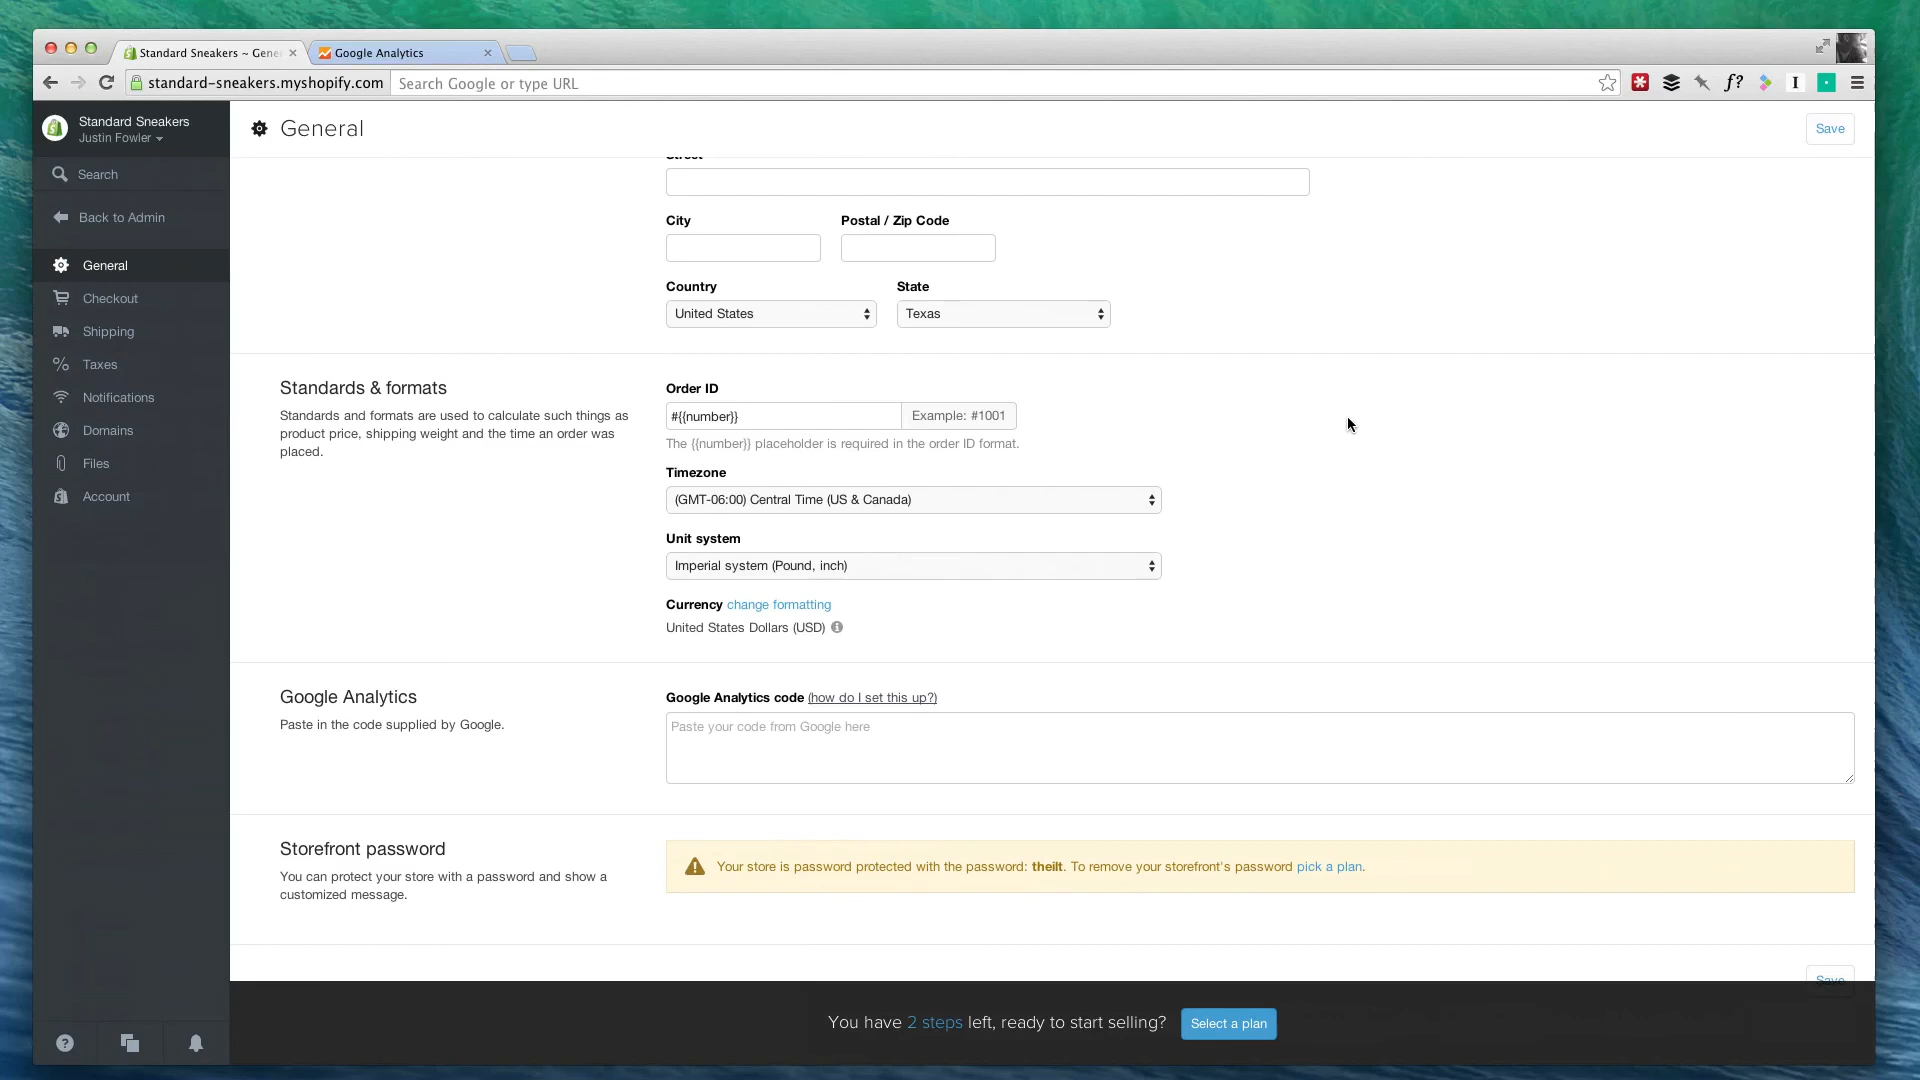 Standard Sneakers ~ Gene
Google Analytics
standard-sneakers.myshopify.com
Search Google or type URL
f?
I
Standard Sneakers
Justin Fowler
General
Save
Search
Back to Admin
General
Checkout
Shipping
Taxes
Notifications
Domains
Files
Account
Street
City
Postal / Zip Code
Country
State
United States
Texas
Standards & formats
Standards and formats are used to calculate such things as
product price, shipping weight and the time an order was
placed.
Order ID
#{{number}}
Example: #1001
The {{number}} placeholder is required in the order ID format.
Timezone
(GMT-06:00) Central Time (US & Canada)
Unit system
Imperial system (Pound, inch)
Currency change formatting
United States Dollars (USD)
Google Analytics
Paste in the code supplied by Google.
Google Analytics code (how do I set this up?)
Paste your code from Google here
Storefront password
You can protect your store with a password and show a
customized message.
Your store is password protected with the password: theilt. To remove your storefront's password pick a plan.
Save
You have 2 steps left, ready to start selling?
Select a plan